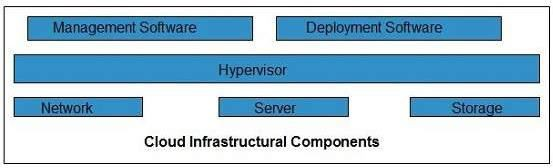 Management Software Deployment Software
Hypervisor
Network Server Storage
Cloud Infrastructural Components